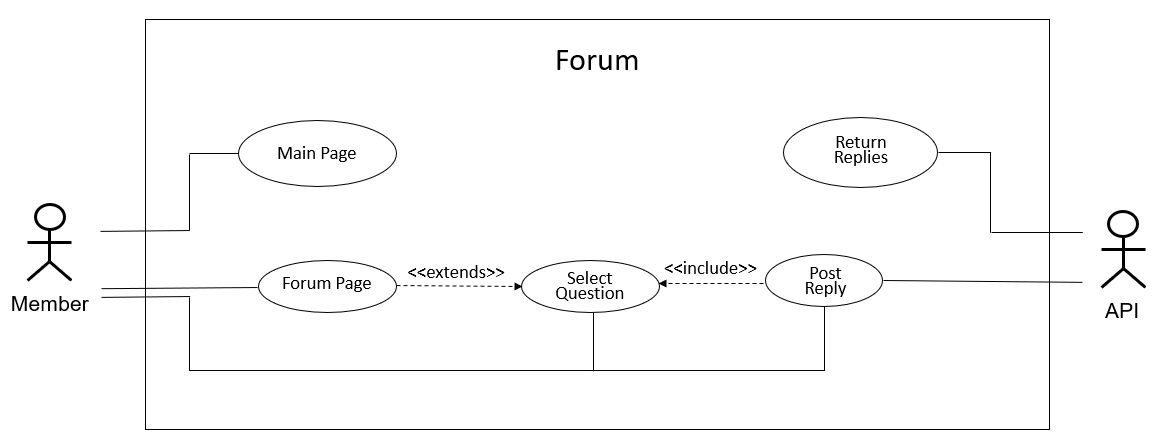 Forum
Main Page
Return
Replies
Member
Forum Page
<<extends>>
Select
Question
<<include>>
Post
Reply
API